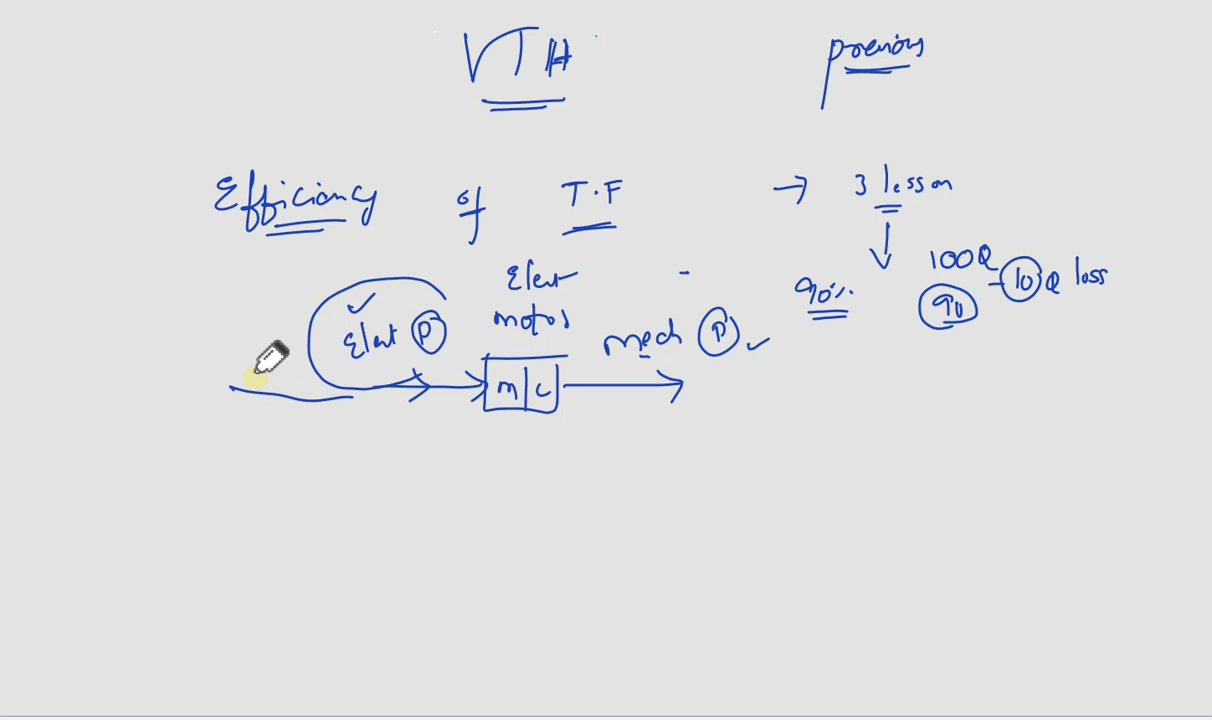 VTH
previous
Efficiency of T.F → 3 lesson
Elect motor
Elect P
mech P
m/c
90%
100Q
90 - 10Q loss